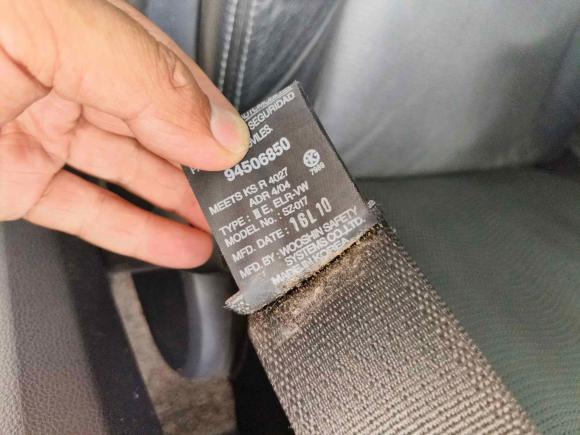 SEGURIDAD
94506850
MEETS KS R 4027
ADR 4/04
TYPE : ⅢE, ELR-VW
MODEL No.: SZ-017
MFD. DATE: 16L10
MFD. BY: WOOSHIN SAFETY
SYSTEMS CO.,LTD.
MADE IN KOREA